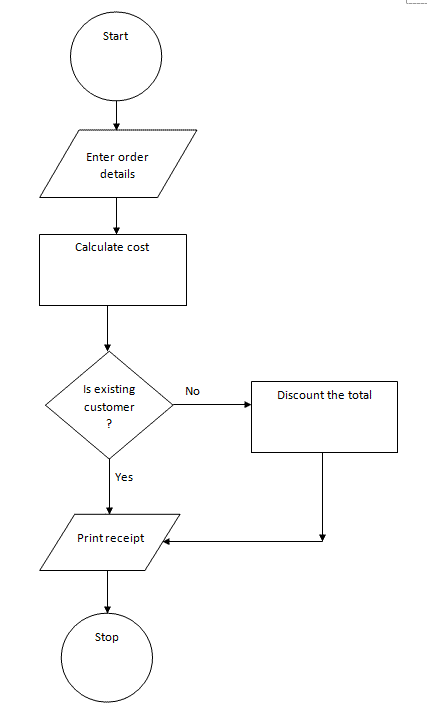 Start
Enter order
details
Calculate cost
Is existing
customer
?
No
Discount the total
Yes
Print receipt
Stop